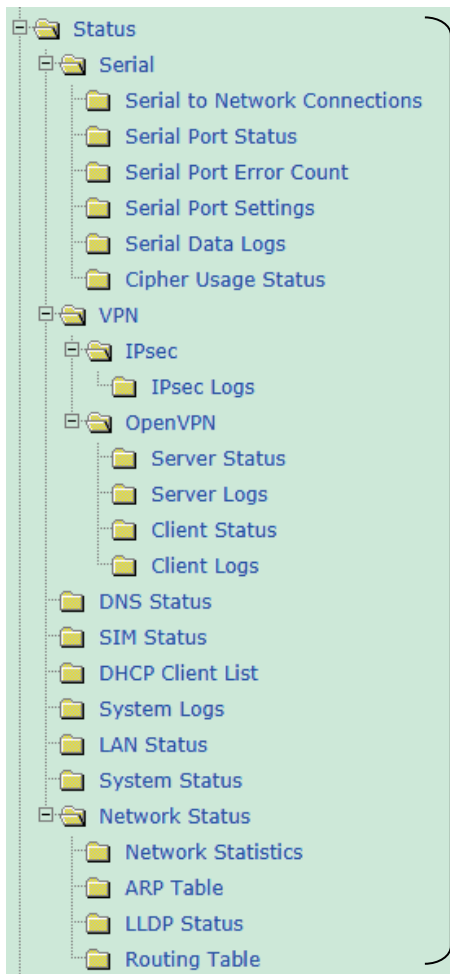 Status
Serial
Serial to Network Connections
Serial Port Status
Serial Port Error Count
Serial Port Settings
Serial Data Logs
Cipher Usage Status
VPN
IPsec
IPsec Logs
OpenVPN
Server Status
Server Logs
Client Status
Client Logs
DNS Status
SIM Status
DHCP Client List
System Logs
LAN Status
System Status
Network Status
Network Statistics
ARP Table
LLDP Status
Routing Table